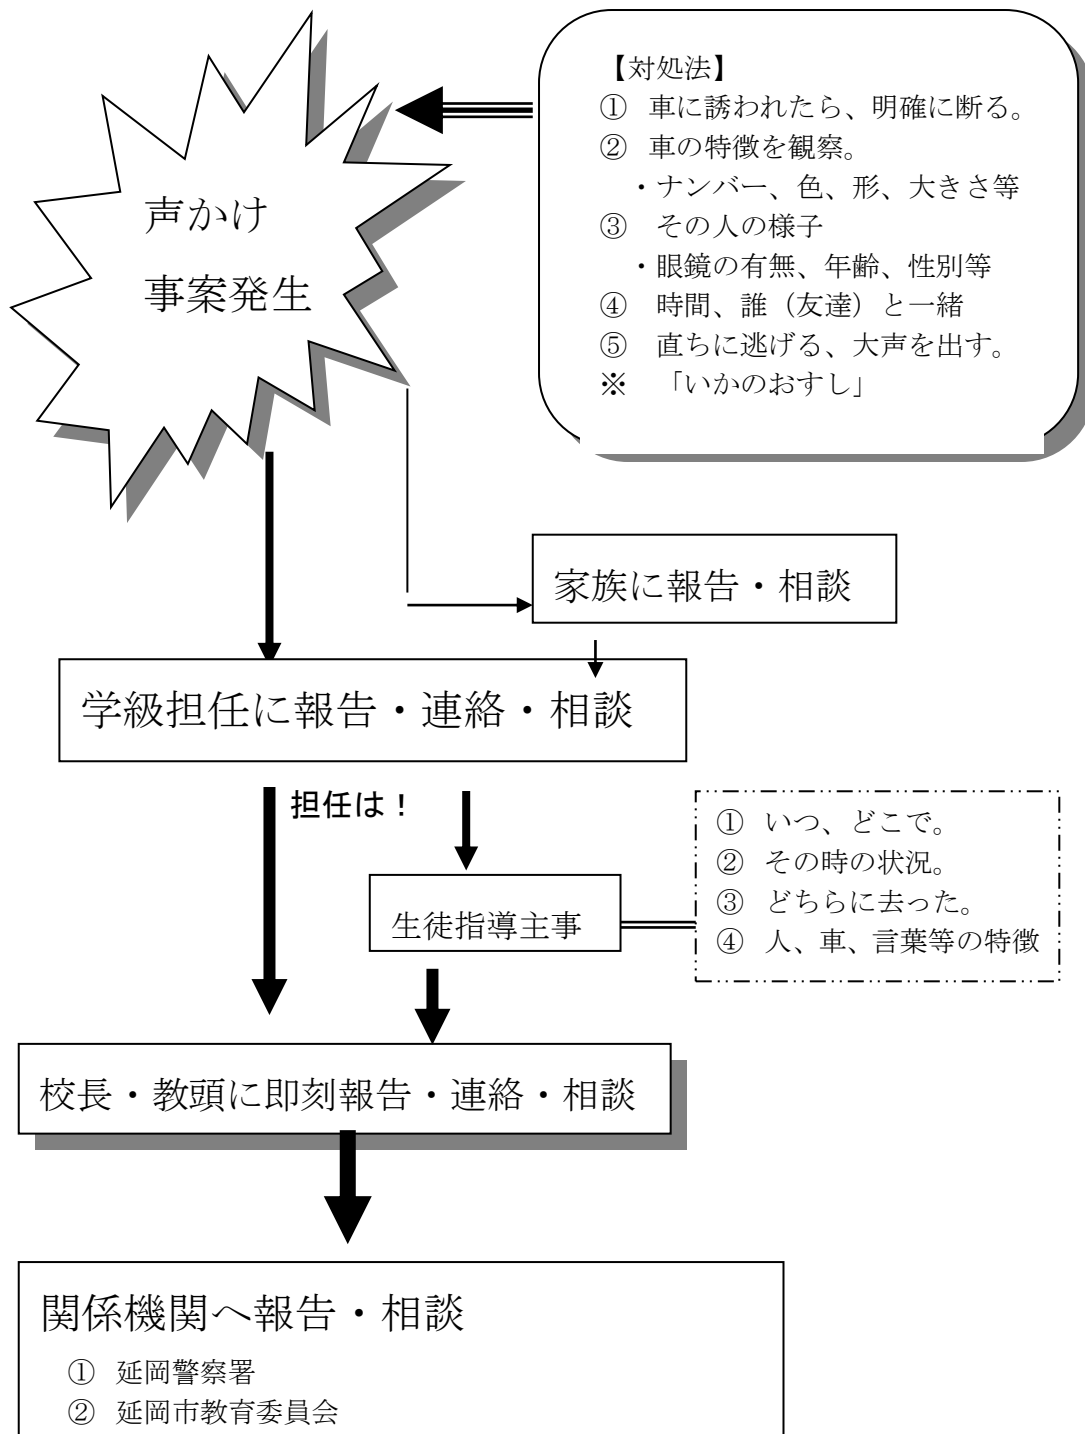 声かけ
事案発生
【対処法】
① 車に誘われたら、明確に断る。
② 車の特徴を観察。
・ナンバー、色、形、大きさ等
③ その人の様子
・眼鏡の有無、年齢、性別等
④ 時間、誰（友達）と一緒
⑤ 直ちに逃げる、大声を出す。
※ 「いかのおすし」
家族に報告・相談
学級担任に報告・連絡・相談
担任は！
生徒指導主事
① いつ、どこで。
② その時の状況。
③ どちらに去った。
④ 人、車、言葉等の特徴
校長・教頭に即刻報告・連絡・相談
関係機関へ報告・相談
① 延岡警察署
② 延岡市教育委員会